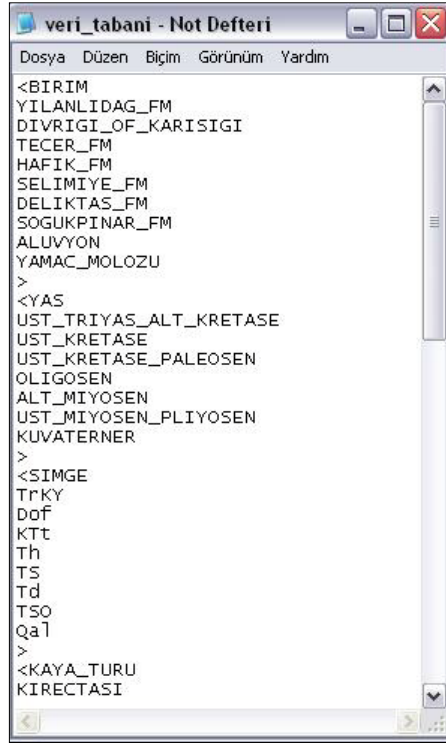 veri_tabani - Not Defteri
Dosya Düzen Biçim Görünüm Yardım
<BIRIM
YILANLIDAG_FM
DIVRIGI_OF_KARISIGI
TECER_FM
HAFIK_FM
SELIMIYE_FM
DELIKTAS_FM
SOGUKPINAR_FM
ALUVYON
YAMAC_MOLOZU
>
<YAS
UST_TRIYAS_ALT_KRETASE
UST_KRETASE
UST_KRETASE_PALEOSEN
OLIGOSEN
ALT_MIYOSEN
UST_MIYOSEN_PLIYOSEN
KUVATERNER
>
<SIMGE
TrKY
Dof
KTt
Th
TS
Td
TSO
Qal
>
<KAYA_TURU
KIRECTASI